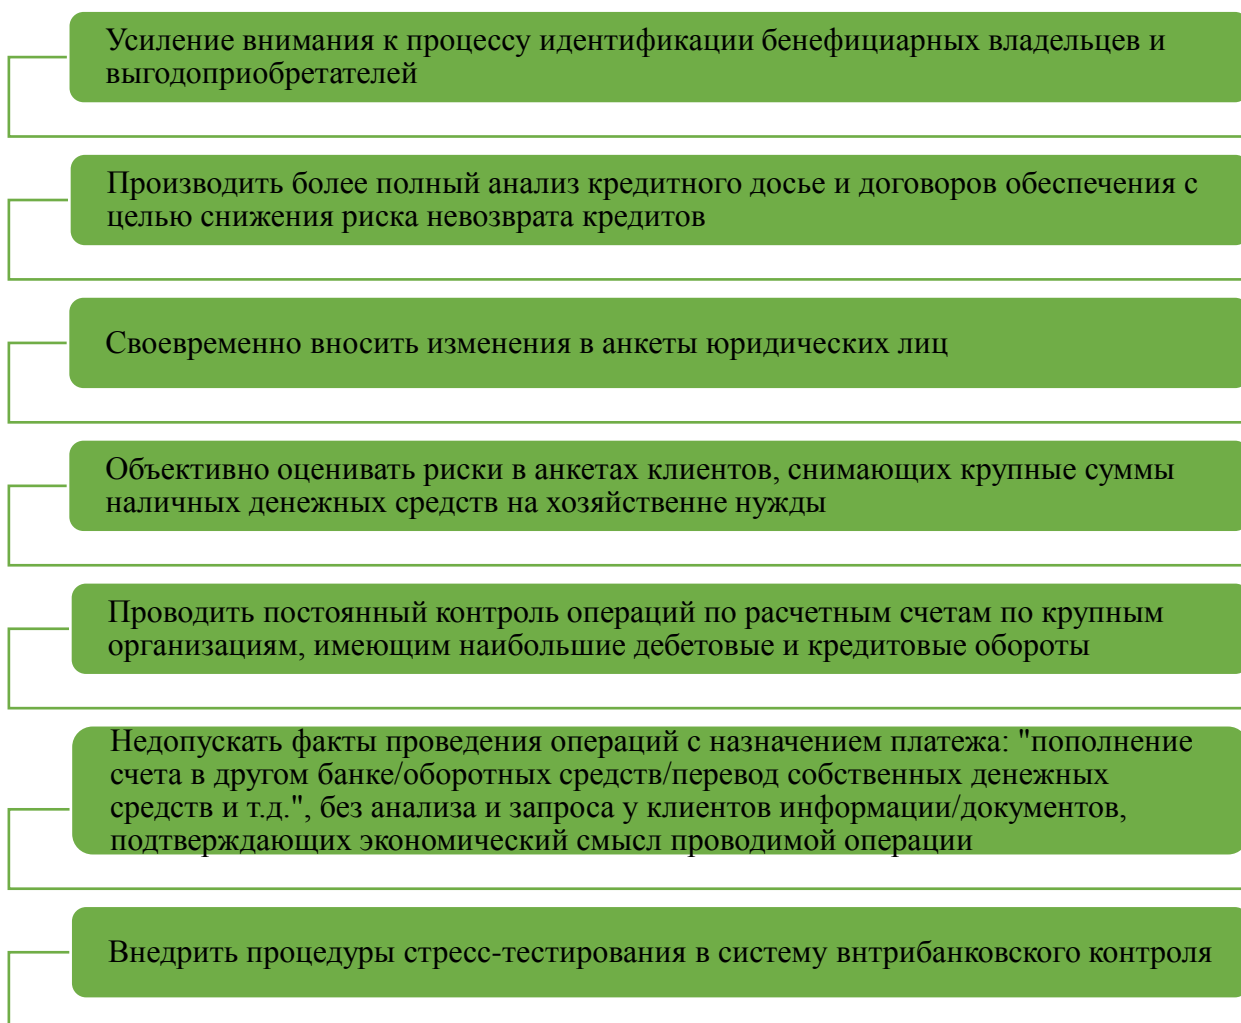 Усиление внимания к процессу идентификации бенефициарных владельцев и
выгодоприобретателей
Производить более полный анализ кредитного досье и договоров обеспечения с
целью снижения риска невозврата кредитов
Своевременно вносить изменения в анкеты юридических лиц
Объективно оценивать риски в анкетах клиентов, снимающих крупные суммы
наличных денежных средств на хозяйственне нужды
Проводить постоянный контроль операций по расчетным счетам по крупным
организациям, имеющим наибольшие дебетовые и кредитовые обороты
Недопускать факты проведения операций с назначением платежа: "пополнение
счета в другом банке/оборотных средств/перевод собственных денежных
средств и т.д.", без анализа и запроса у клиентов информации/документов,
подтверждающих экономический смысл проводимой операции
Внедрить процедуры стресс-тестирования в систему внтрибанковского контроля